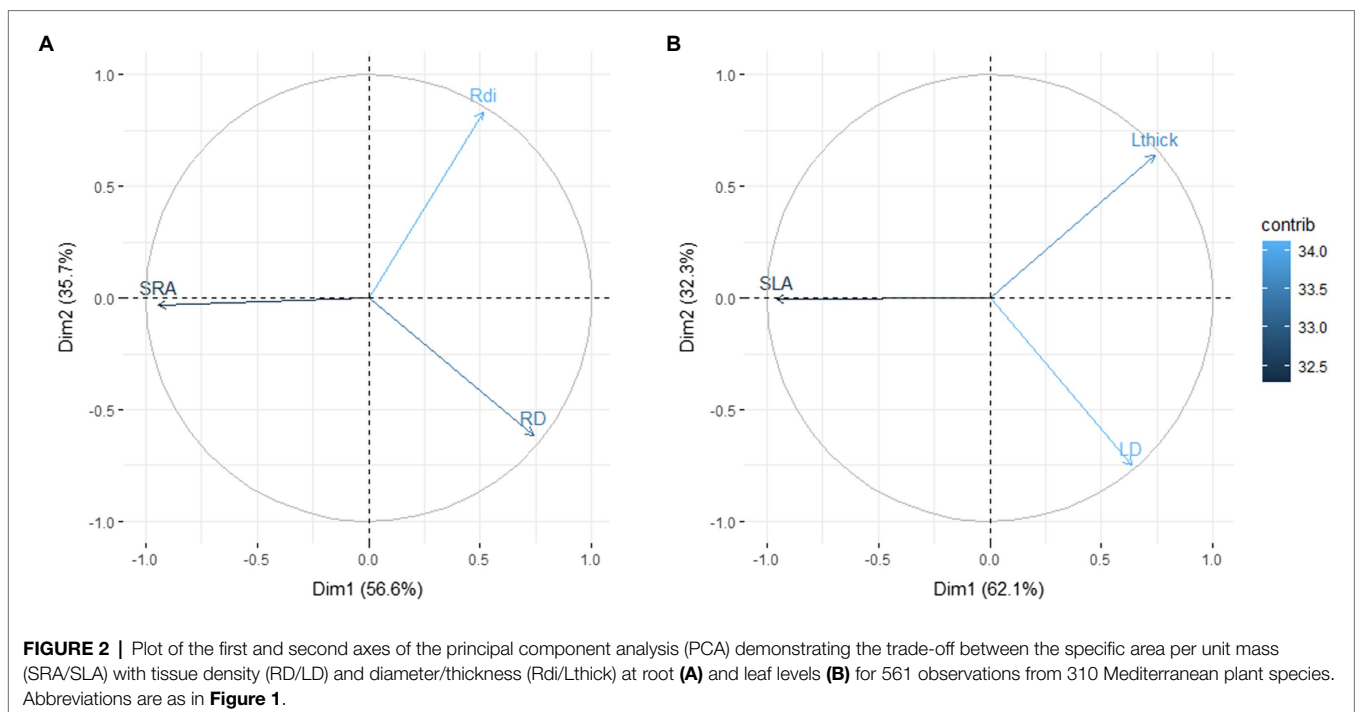 A
B
1.0
0.5
0.0
-0.5
-1.0
Dim2 (35.7%)
Rdi
SRA
RD
-1.0
-0.5
0.0
0.5
1.0
Dim1 (56.6%)
1.0
0.5
0.0
-0.5
-1.0
Dim2 (32.3%)
Lthick
SLA
LD
-1.0
-0.5
0.0
0.5
1.0
Dim1 (62.1%)
contrib
34.0
33.5
33.0
32.5
FIGURE 2 | Plot of the first and second axes of the principal component analysis (PCA) demonstrating the trade-off between the specific area per unit mass
(SRA/SLA) with tissue density (RD/LD) and diameter/thickness (Rdi/Lthick) at root (A) and leaf levels (B) for 561 observations from 310 Mediterranean plant species.
Abbreviations are as in Figure 1.